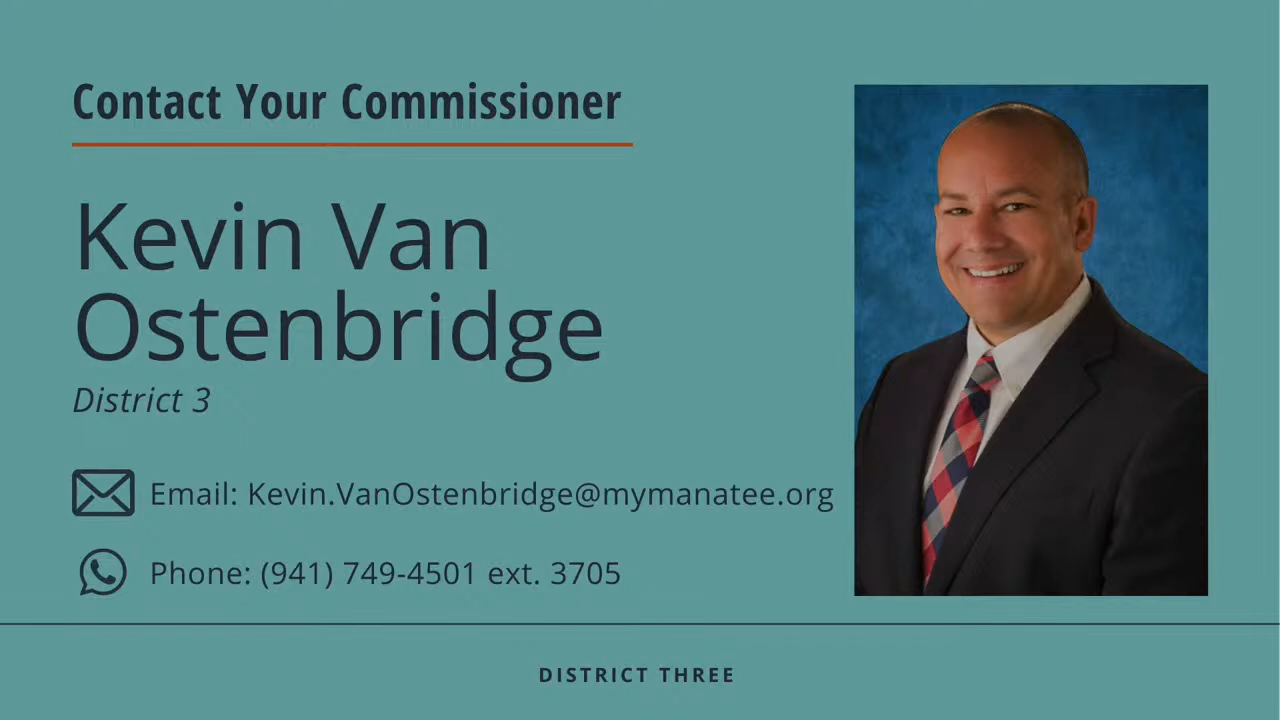 Contact Your Commissioner
Kevin Van
Ostenbridge
District 3
Email: Kevin.VanOstenbridge@mymanatee.org
Phone: (941) 749-4501 ext. 3705
DISTRICT THREE